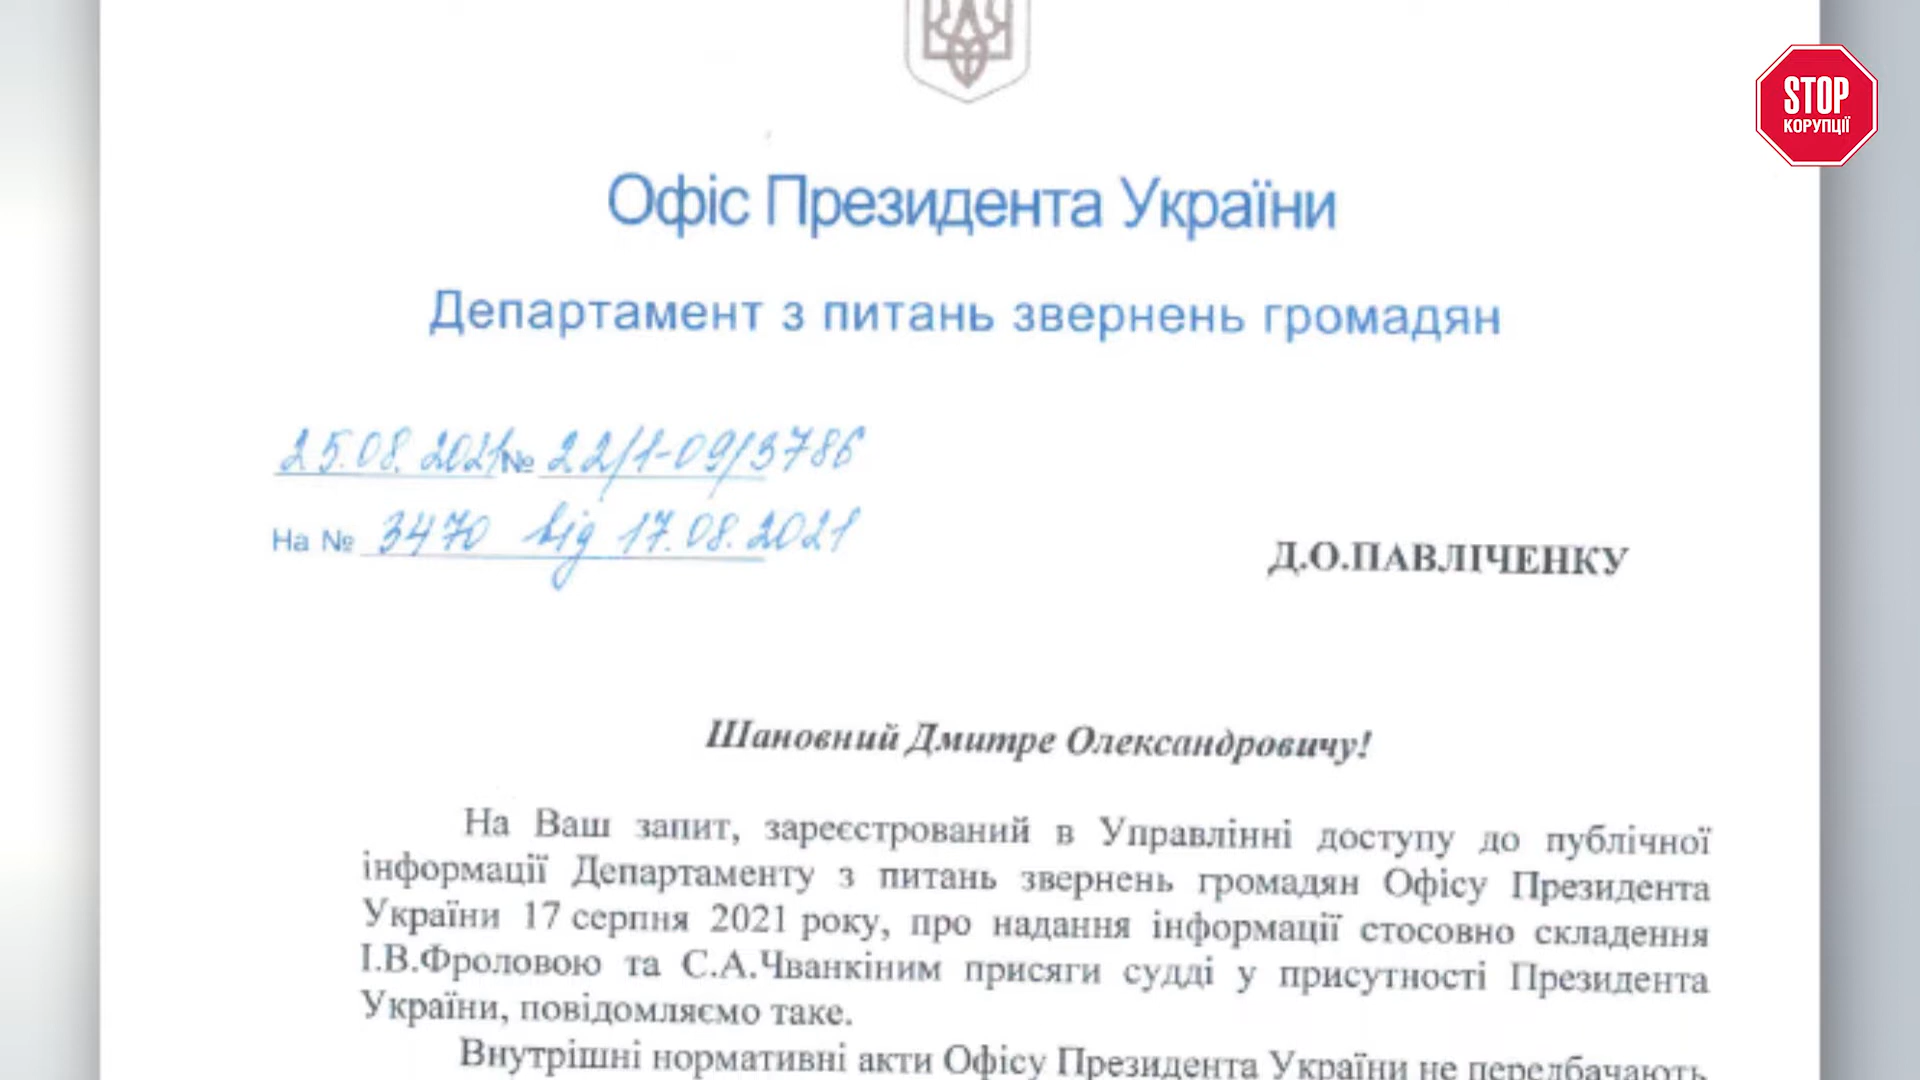 STOP
КОРУПЦІЇ
Офіс Президента України
Департамент з питань звернень громадян
25.08.2021 № 22/1-09/3786
На № 3470 від 17.08.2021
Д.О.ПАВЛІЧЕНКУ
Шановний Дмитре Олександровичу!
На Ваш запит, зареєстрований в Управлінні доступу до публічної
інформації Департаменту з питань звернень громадян Офісу Президента
України 17 серпня 2021 року, про надання інформації стосовно складення
І.В.Фроловою та С.А.Чванкіним присяги судді у присутності Президента
України, повідомляємо таке.
Внутрішні нормативні акти Офісу Президента України не передбачають